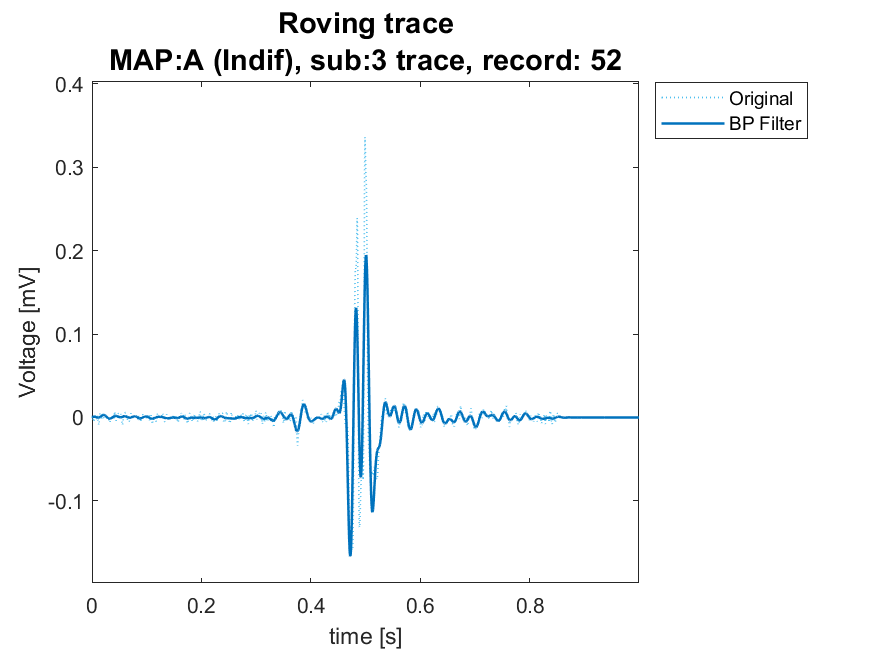 Roving trace
MAP:A (Indif), sub:3 trace, record: 52
Original
BP Filter
0.4
0.3
0.2
0.1
0
-0.1
Voltage [mV]
0 0.2 0.4 0.6 0.8
time [s]